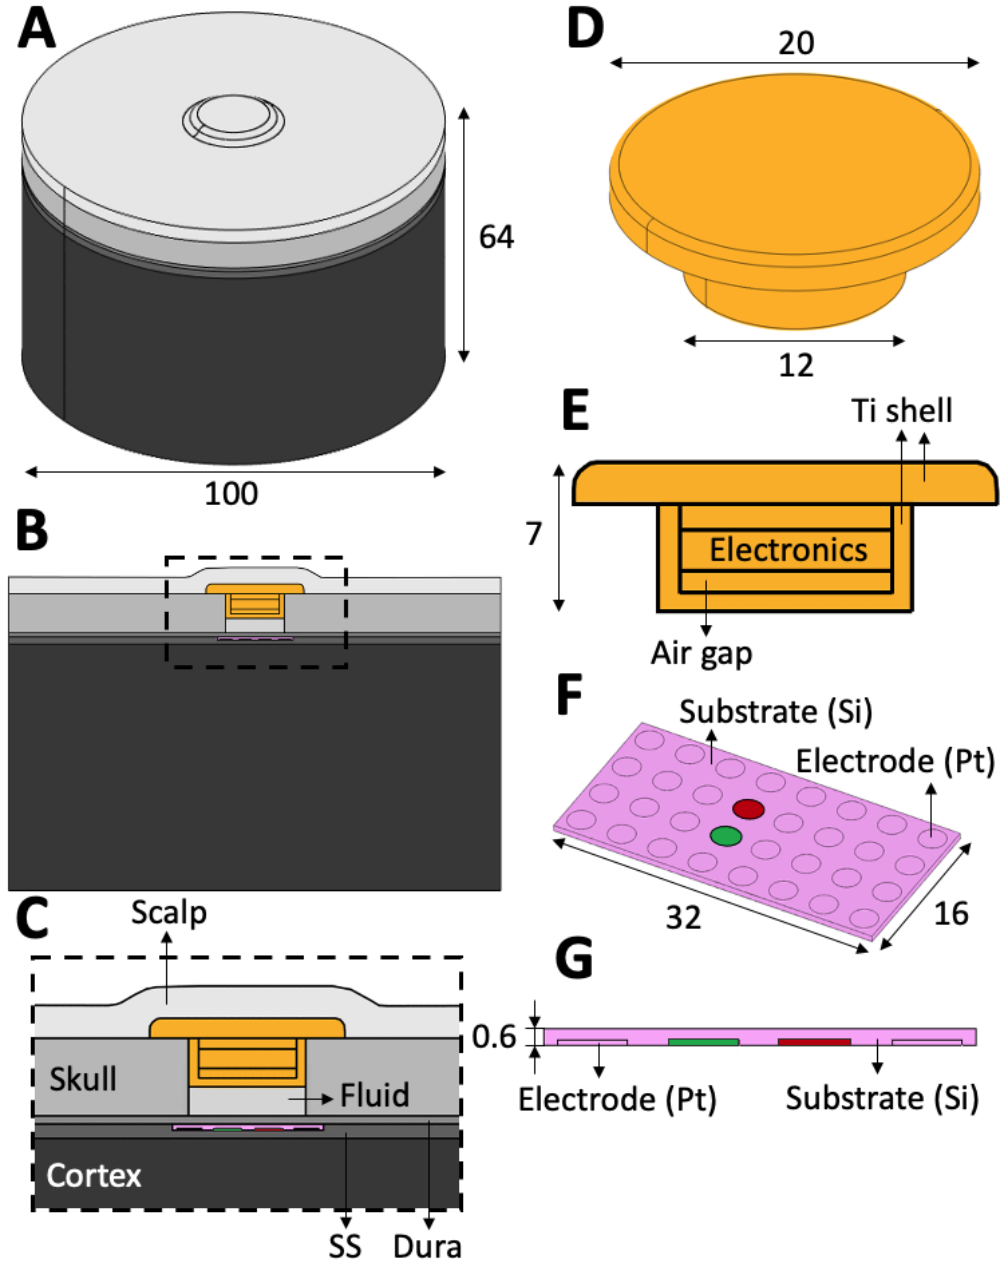 A
64
100
B
C
Scalp
Skull
Fluid
Cortex
SS
Dura
D
20
12
E
Ti shell
7
Electronics
Air gap
F
Substrate (Si)
Electrode (Pt)
32
16
G
0.6
Electrode (Pt)
Substrate (Si)